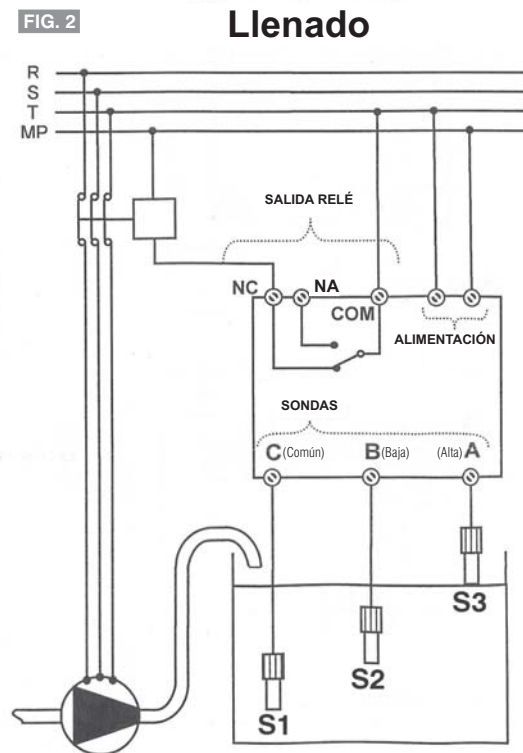 FIG. 2
Llenado
R
S
T
MP
SALIDA RELÉ
NC
NA
COM
ALIMENTACIÓN
SONDAS
C (Común)
B (Baja)
(Alta) A
S3
S2
S1